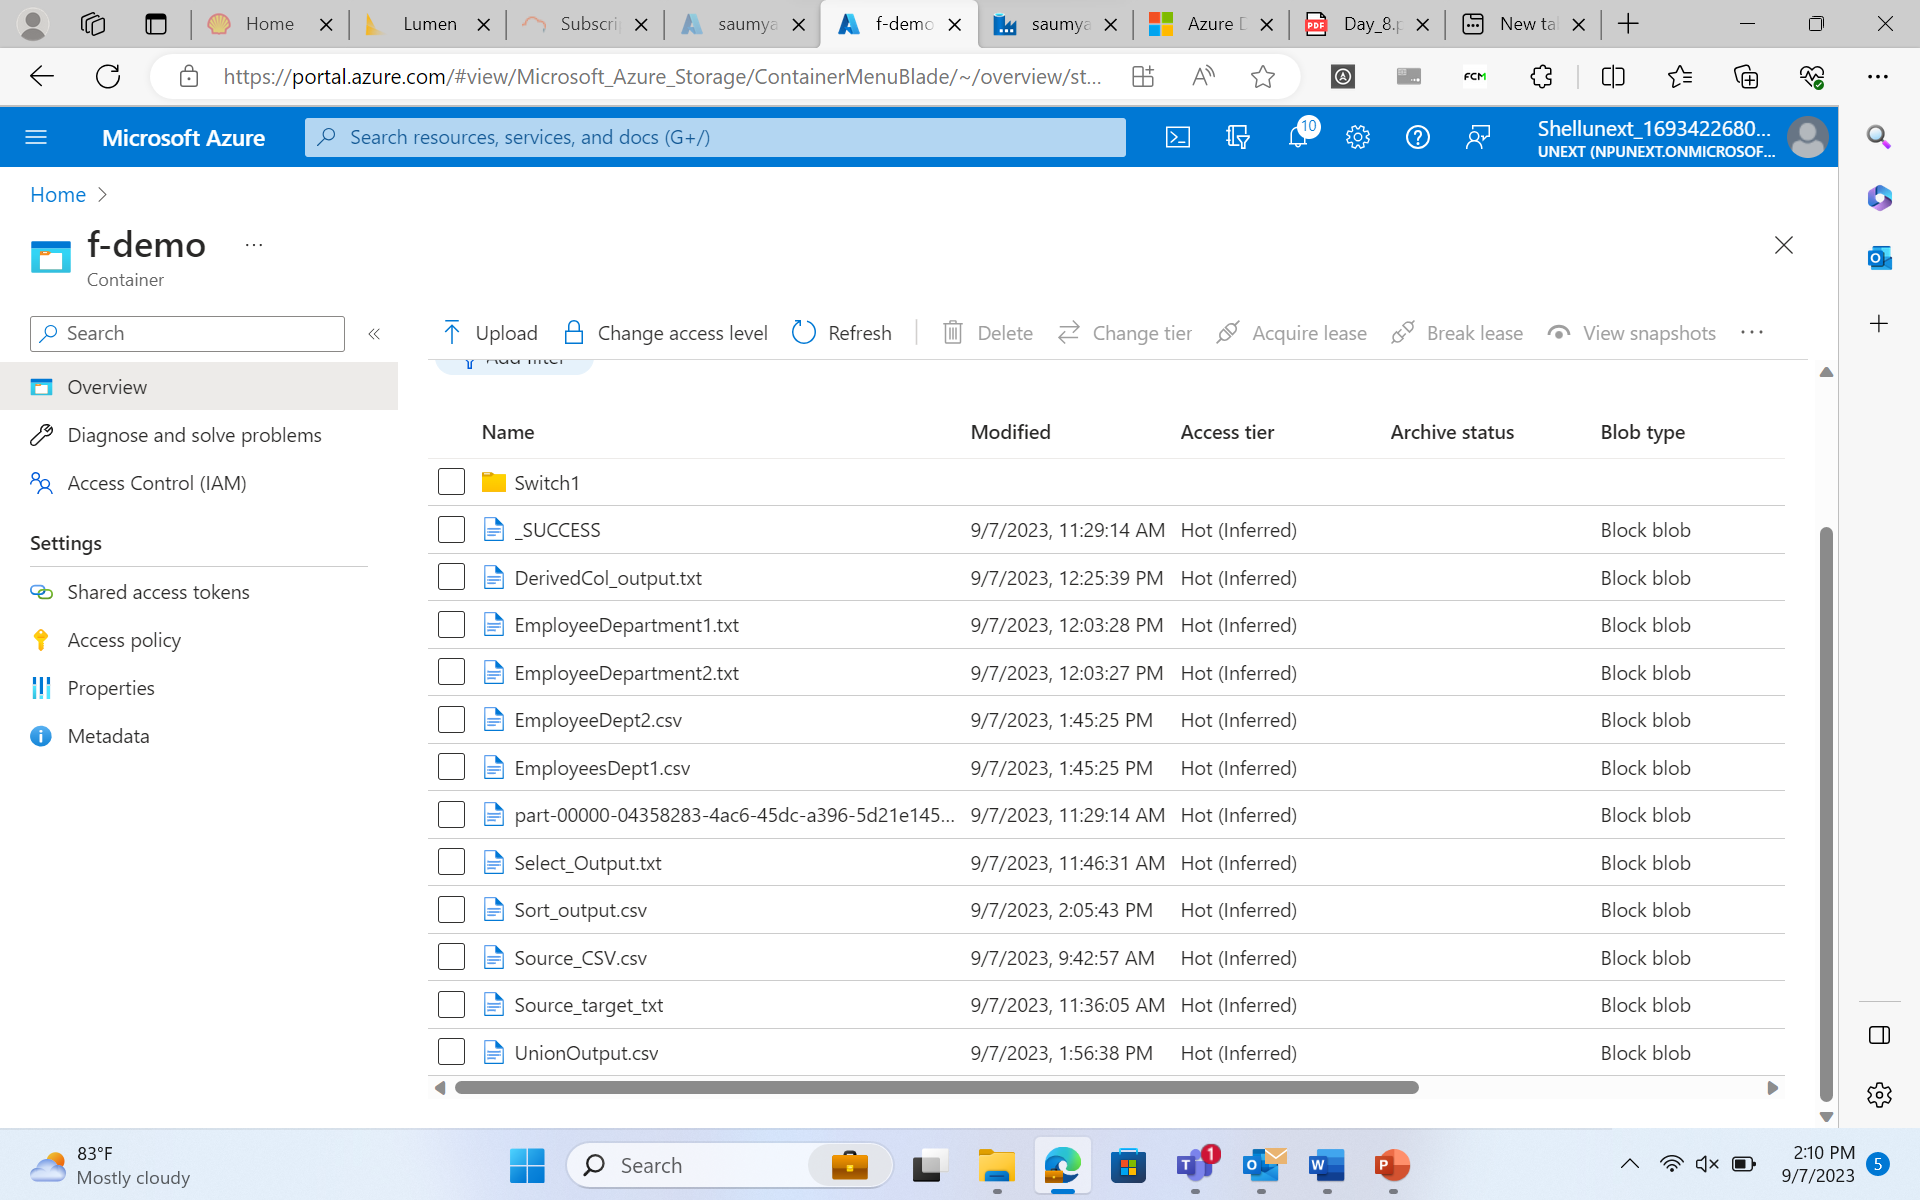 Home
Lumen
Subscri
saumya
f-demo
saumya
Azure D
Day_8.p
New tal
https://portal.azure.com/#view/Microsoft_Azure_Storage/ContainerMenuBlade/~/overview/st...
FCM
Microsoft Azure
Search resources, services, and docs (G+/)
10
Shellunext_1693422680...
UNEXT (NPUNEXT.ONMICROSOF...
Home
f-demo
Container
Search
Upload
Change access level
Refresh
Delete
Change tier
Acquire lease
Break lease
View snapshots
Overview
Diagnose and solve problems
Access Control (IAM)
Settings
Shared access tokens
Access policy
Properties
Metadata
Add filter
Name Modified Access tier Archive status Blob type
Switch1
_SUCCESS 9/7/2023, 11:29:14 AM Hot (Inferred) Block blob
DerivedCol_output.txt 9/7/2023, 12:25:39 PM Hot (Inferred) Block blob
EmployeeDepartment1.txt 9/7/2023, 12:03:28 PM Hot (Inferred) Block blob
EmployeeDepartment2.txt 9/7/2023, 12:03:27 PM Hot (Inferred) Block blob
EmployeeDept2.csv 9/7/2023, 1:45:25 PM Hot (Inferred) Block blob
EmployeesDept1.csv 9/7/2023, 1:45:25 PM Hot (Inferred) Block blob
part-00000-04358283-4ac6-45dc-a396-5d21e145... 9/7/2023, 11:29:14 AM Hot (Inferred) Block blob
Select_Output.txt 9/7/2023, 11:46:31 AM Hot (Inferred) Block blob
Sort_output.csv 9/7/2023, 2:05:43 PM Hot (Inferred) Block blob
Source_CSV.csv 9/7/2023, 9:42:57 AM Hot (Inferred) Block blob
Source_target_txt 9/7/2023, 11:36:05 AM Hot (Inferred) Block blob
UnionOutput.csv 9/7/2023, 1:56:38 PM Hot (Inferred) Block blob
83°F
Mostly cloudy
Search
1
2:10 PM
9/7/2023
5